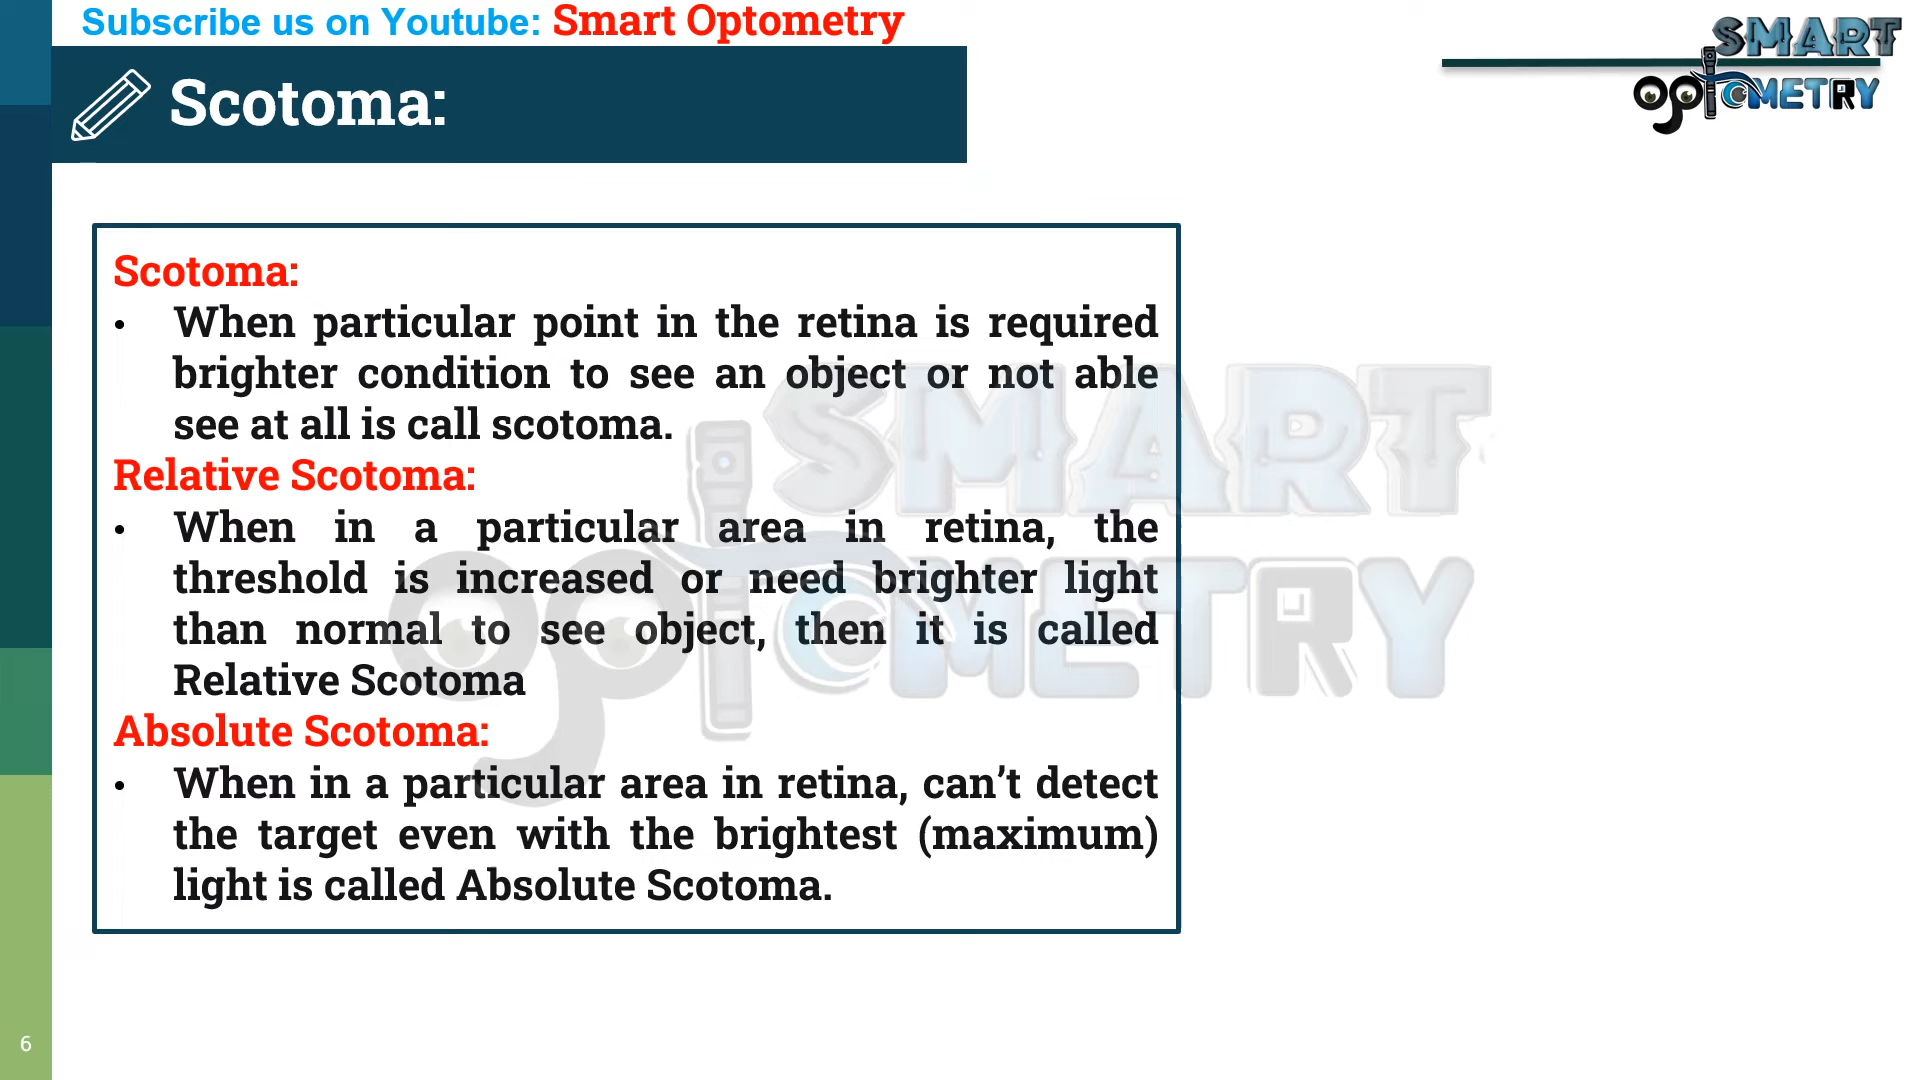 Subscribe us on Youtube: Smart Optometry
SMART
OPTOMETRY
Scotoma:
Scotoma:
• When particular point in the retina is required
brighter condition to see an object or not able
see at all is call scotoma.
Relative Scotoma:
• When in a particular area in retina, the
threshold is increased or need brighter light
than normal to see object, then it is called
Relative Scotoma
Absolute Scotoma:
• When in a particular area in retina, can’t detect
the target even with the brightest (maximum)
light is called Absolute Scotoma.
SMART
OPTOMETRY
6